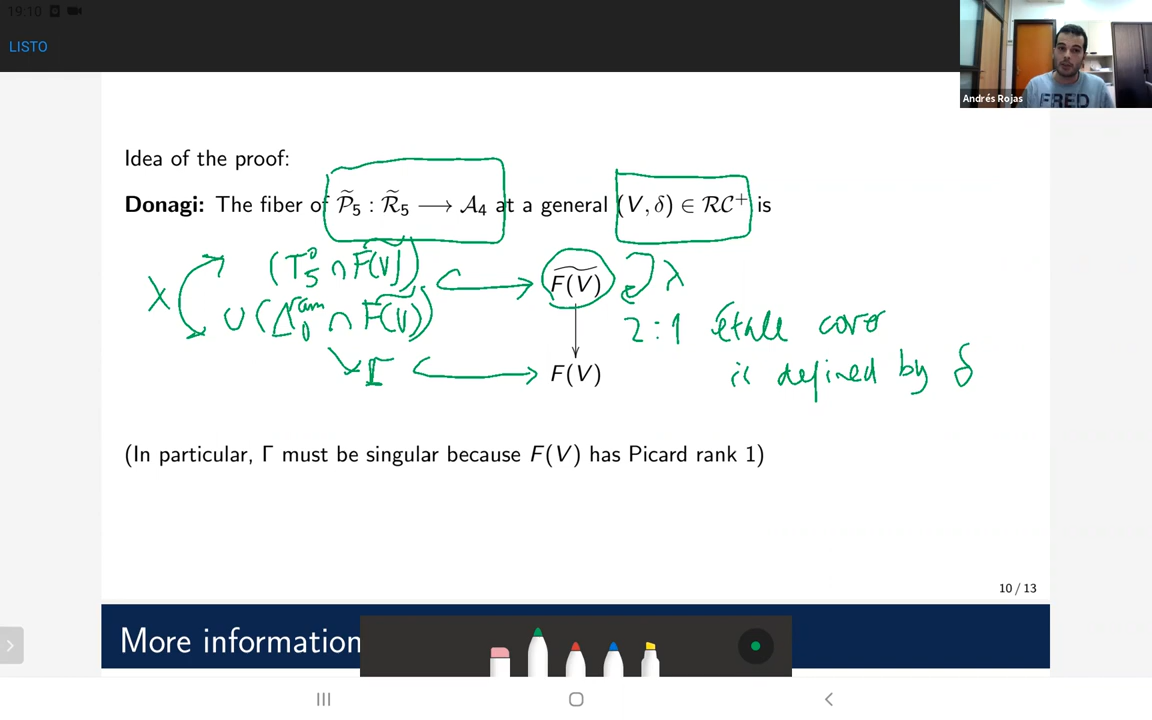 19:10
LISTO
Andrés Rojas
FRED
Idea of the proof:
Donagi: The fiber of P̃₅ : R̃₅ ⟶ A₄ at a general (V, δ) ∈ RC⁺ is
(T₅⁰ ∩ F̃(V))
F̃(V) λ
∪ (Δ₀ʳᵃᵐ ∩ F̃(V))
2:1 étale cover
Γ
F(V)
is defined by δ
(In particular, Γ must be singular because F(V) has Picard rank 1)
10 / 13
More information